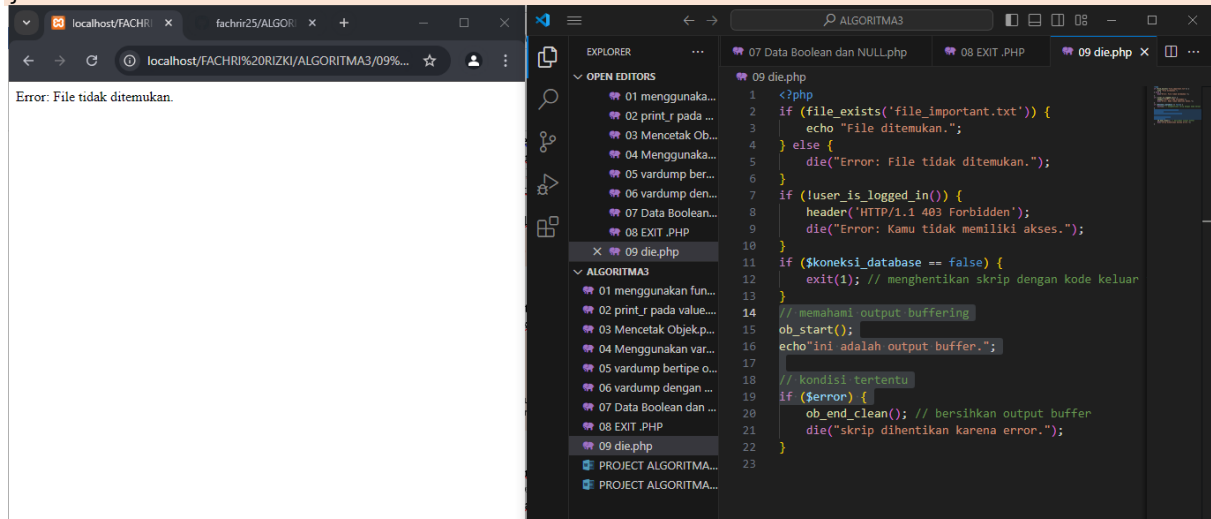 localhost/FACHRI
fachrir25/ALGORI
localhost/FACHRI%20RIZKI/ALGORITMA3/09%...
Error: File tidak ditemukan.
ALGORITMA3
EXPLORER
OPEN EDITORS
01 menggunaka...
02 print_r pada ...
03 Mencetak Ob...
04 Menggunaka...
05 vardump ber...
06 vardump den...
07 Data Boolean...
08 EXIT .PHP
09 die.php
ALGORITMA3
01 menggunakan fun...
02 print_r pada value....
03 Mencetak Objek.p...
04 Menggunakan var...
05 vardump bertipe o...
06 vardump dengan ...
07 Data Boolean dan ...
08 EXIT .PHP
09 die.php
PROJECT ALGORITMA...
PROJECT ALGORITMA...
07 Data Boolean dan NULL.php
08 EXIT .PHP
09 die.php
09 die.php
1 <?php
2 if (file_exists('file_important.txt')) {
3 echo "File ditemukan.";
4 } else {
5 die("Error: File tidak ditemukan.");
6 }
7 if (!user_is_logged_in()) {
8 header('HTTP/1.1 403 Forbidden');
9 die("Error: Kamu tidak memiliki akses.");
10 }
11 if ($koneksi_database == false) {
12 exit(1); // menghentikan skrip dengan kode keluar
13 }
14 // memahami output buffering
15 ob_start();
16 echo"ini adalah output buffer.";
17
18 // kondisi tertentu
19 if ($error) {
20 ob_end_clean(); // bersihkan output buffer
21 die("skrip dihentikan karena error.");
22 }
23